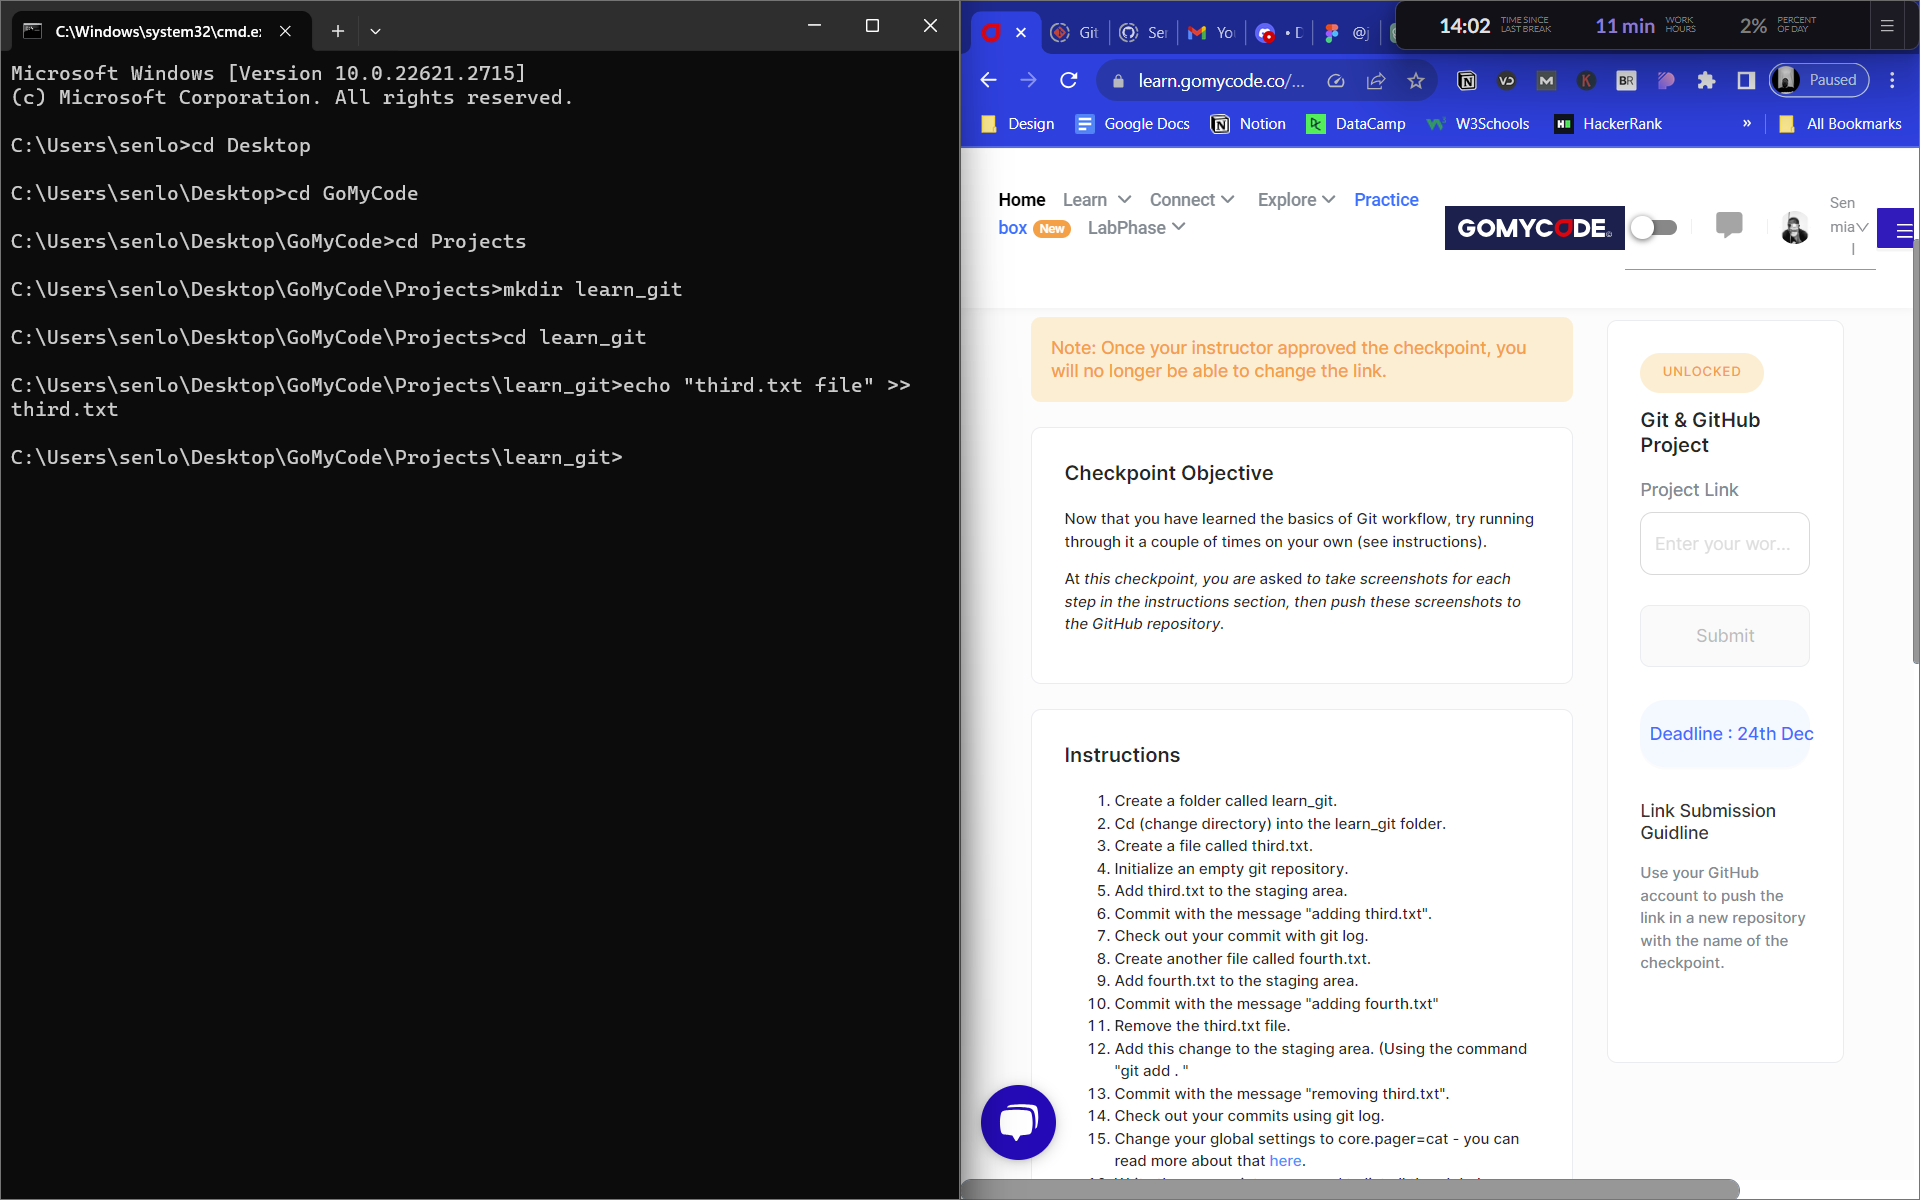 C:\Windows\system32\cmd.e:
Microsoft Windows [Version 10.0.22621.2715]
(c) Microsoft Corporation. All rights reserved.
C:\Users\senlo>cd Desktop
C:\Users\senlo\Desktop>cd GoMyCode
C:\Users\senlo\Desktop\GoMyCode>cd Projects
C:\Users\senlo\Desktop\GoMyCode\Projects>mkdir learn_git
C:\Users\senlo\Desktop\GoMyCode\Projects>cd learn_git
C:\Users\senlo\Desktop\GoMyCode\Projects\learn_git>echo "third.txt file" >>
third.txt
C:\Users\senlo\Desktop\GoMyCode\Projects\learn_git>
Git
Ser
Yo
@j
14:02 TIME SINCE LAST BREAK
11 min WORK HOURS
2% PERCENT OF DAY
learn.gomycode.co/...
Paused
Design
Google Docs
Notion
DataCamp
W3Schools
HackerRank
»
All Bookmarks
Home Learn Connect Explore Practice
box New LabPhase
GOMYCODE
Sen
mia
l
Note: Once your instructor approved the checkpoint, you
will no longer be able to change the link.
Checkpoint Objective
Now that you have learned the basics of Git workflow, try running
through it a couple of times on your own (see instructions).
At this checkpoint, you are asked to take screenshots for each
step in the instructions section, then push these screenshots to
the GitHub repository.
Instructions
1. Create a folder called learn_git.
2. Cd (change directory) into the learn_git folder.
3. Create a file called third.txt.
4. Initialize an empty git repository.
5. Add third.txt to the staging area.
6. Commit with the message "adding third.txt".
7. Check out your commit with git log.
8. Create another file called fourth.txt.
9. Add fourth.txt to the staging area.
10. Commit with the message "adding fourth.txt"
11. Remove the third.txt file.
12. Add this change to the staging area. (Using the command
"git add . "
13. Commit with the message "removing third.txt".
14. Check out your commits using git log.
15. Change your global settings to core.pager=cat - you can
read more about that here.
UNLOCKED
Git & GitHub
Project
Project Link
Enter your wor...
Submit
Deadline : 24th Dec
Link Submission
Guidline
Use your GitHub
account to push the
link in a new repository
with the name of the
checkpoint.